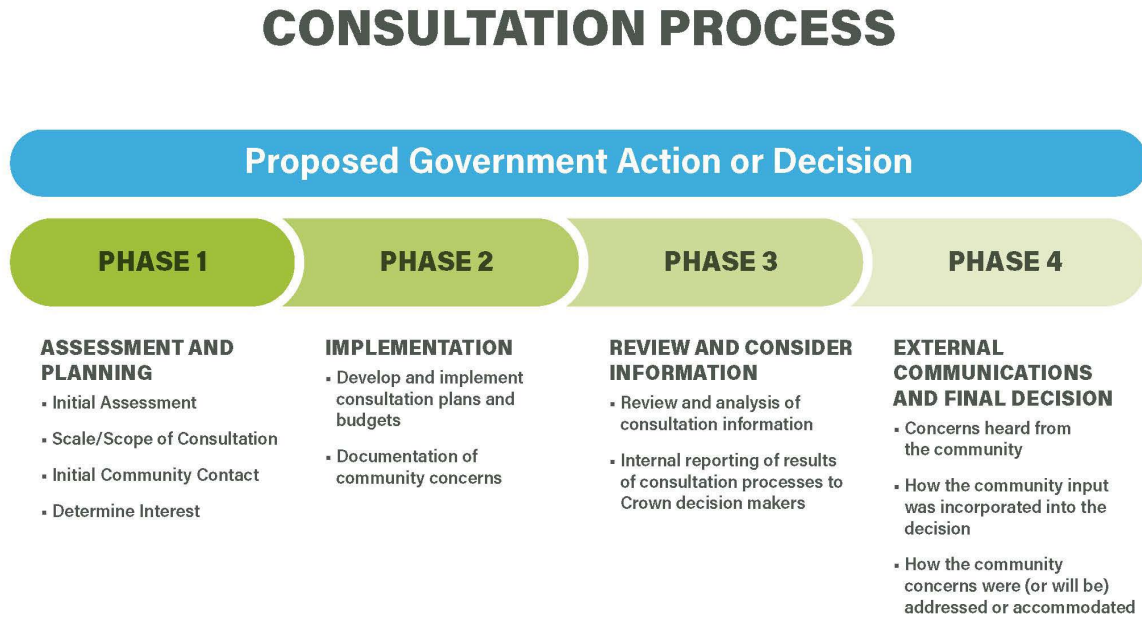 CONSULTATION PROCESS
Proposed Government Action or Decision
PHASE 1
PHASE 2
PHASE 3
PHASE 4
ASSESSMENT AND
PLANNING
▪ Initial Assessment
▪ Scale/Scope of Consultation
▪ Initial Community Contact
▪ Determine Interest
IMPLEMENTATION
▪ Develop and implement
consultation plans and
budgets
▪ Documentation of
community concerns
REVIEW AND CONSIDER
INFORMATION
▪ Review and analysis of
consultation information
▪ Internal reporting of results
of consultation processes to
Crown decision makers
EXTERNAL
COMMUNICATIONS
AND FINAL DECISION
▪ Concerns heard from
the community
▪ How the community input
was incorporated into the
decision
▪ How the community
concerns were (or will be)
addressed or accommodated